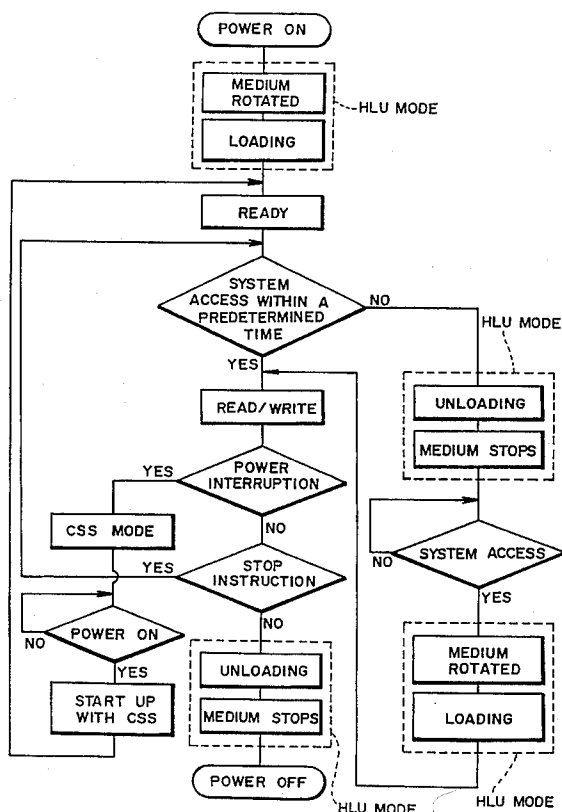 POWER ON
MEDIUM
ROTATED
HLU MODE
LOADING
READY
SYSTEM
ACCESS WITHIN A
PREDETERMINED
TIME
NO
HLU MODE
YES
UNLOADING
READ/WRITE
MEDIUM STOPS
YES
POWER
INTERRUPTION
NO
CSS MODE
YES
STOP
INSTRUCTION
SYSTEM ACCESS
NO
NO
YES
POWER ON
NO
UNLOADING
MEDIUM
ROTATED
YES
START UP
WITH CSS
MEDIUM STOPS
LOADING
POWER OFF
HLU MODE
HLU MODE